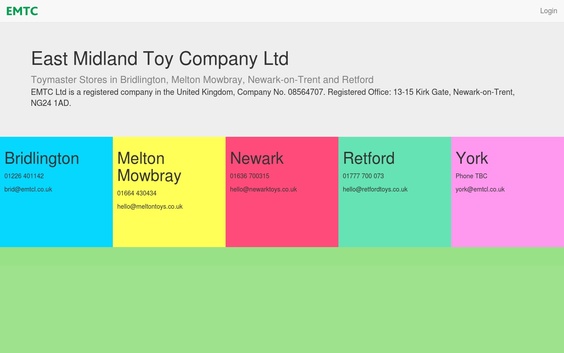 EMTC
Login
East Midland Toy Company Ltd
Toymaster Stores in Bridlington, Melton Mowbray, Newark-on-Trent and Retford
EMTC Ltd is a registered company in the United Kingdom, Company No. 08564707. Registered Office: 13-15 Kirk Gate, Newark-on-Trent,
NG24 1AD.
Bridlington
01226 401142
brid@emtcl.co.uk
Melton
Mowbray
01664 430434
hello@meltontoys.co.uk
Newark
01636 700315
hello@newarktoys.co.uk
Retford
01777 700 073
hello@retfordtoys.co.uk
York
Phone TBC
york@emtcl.co.uk